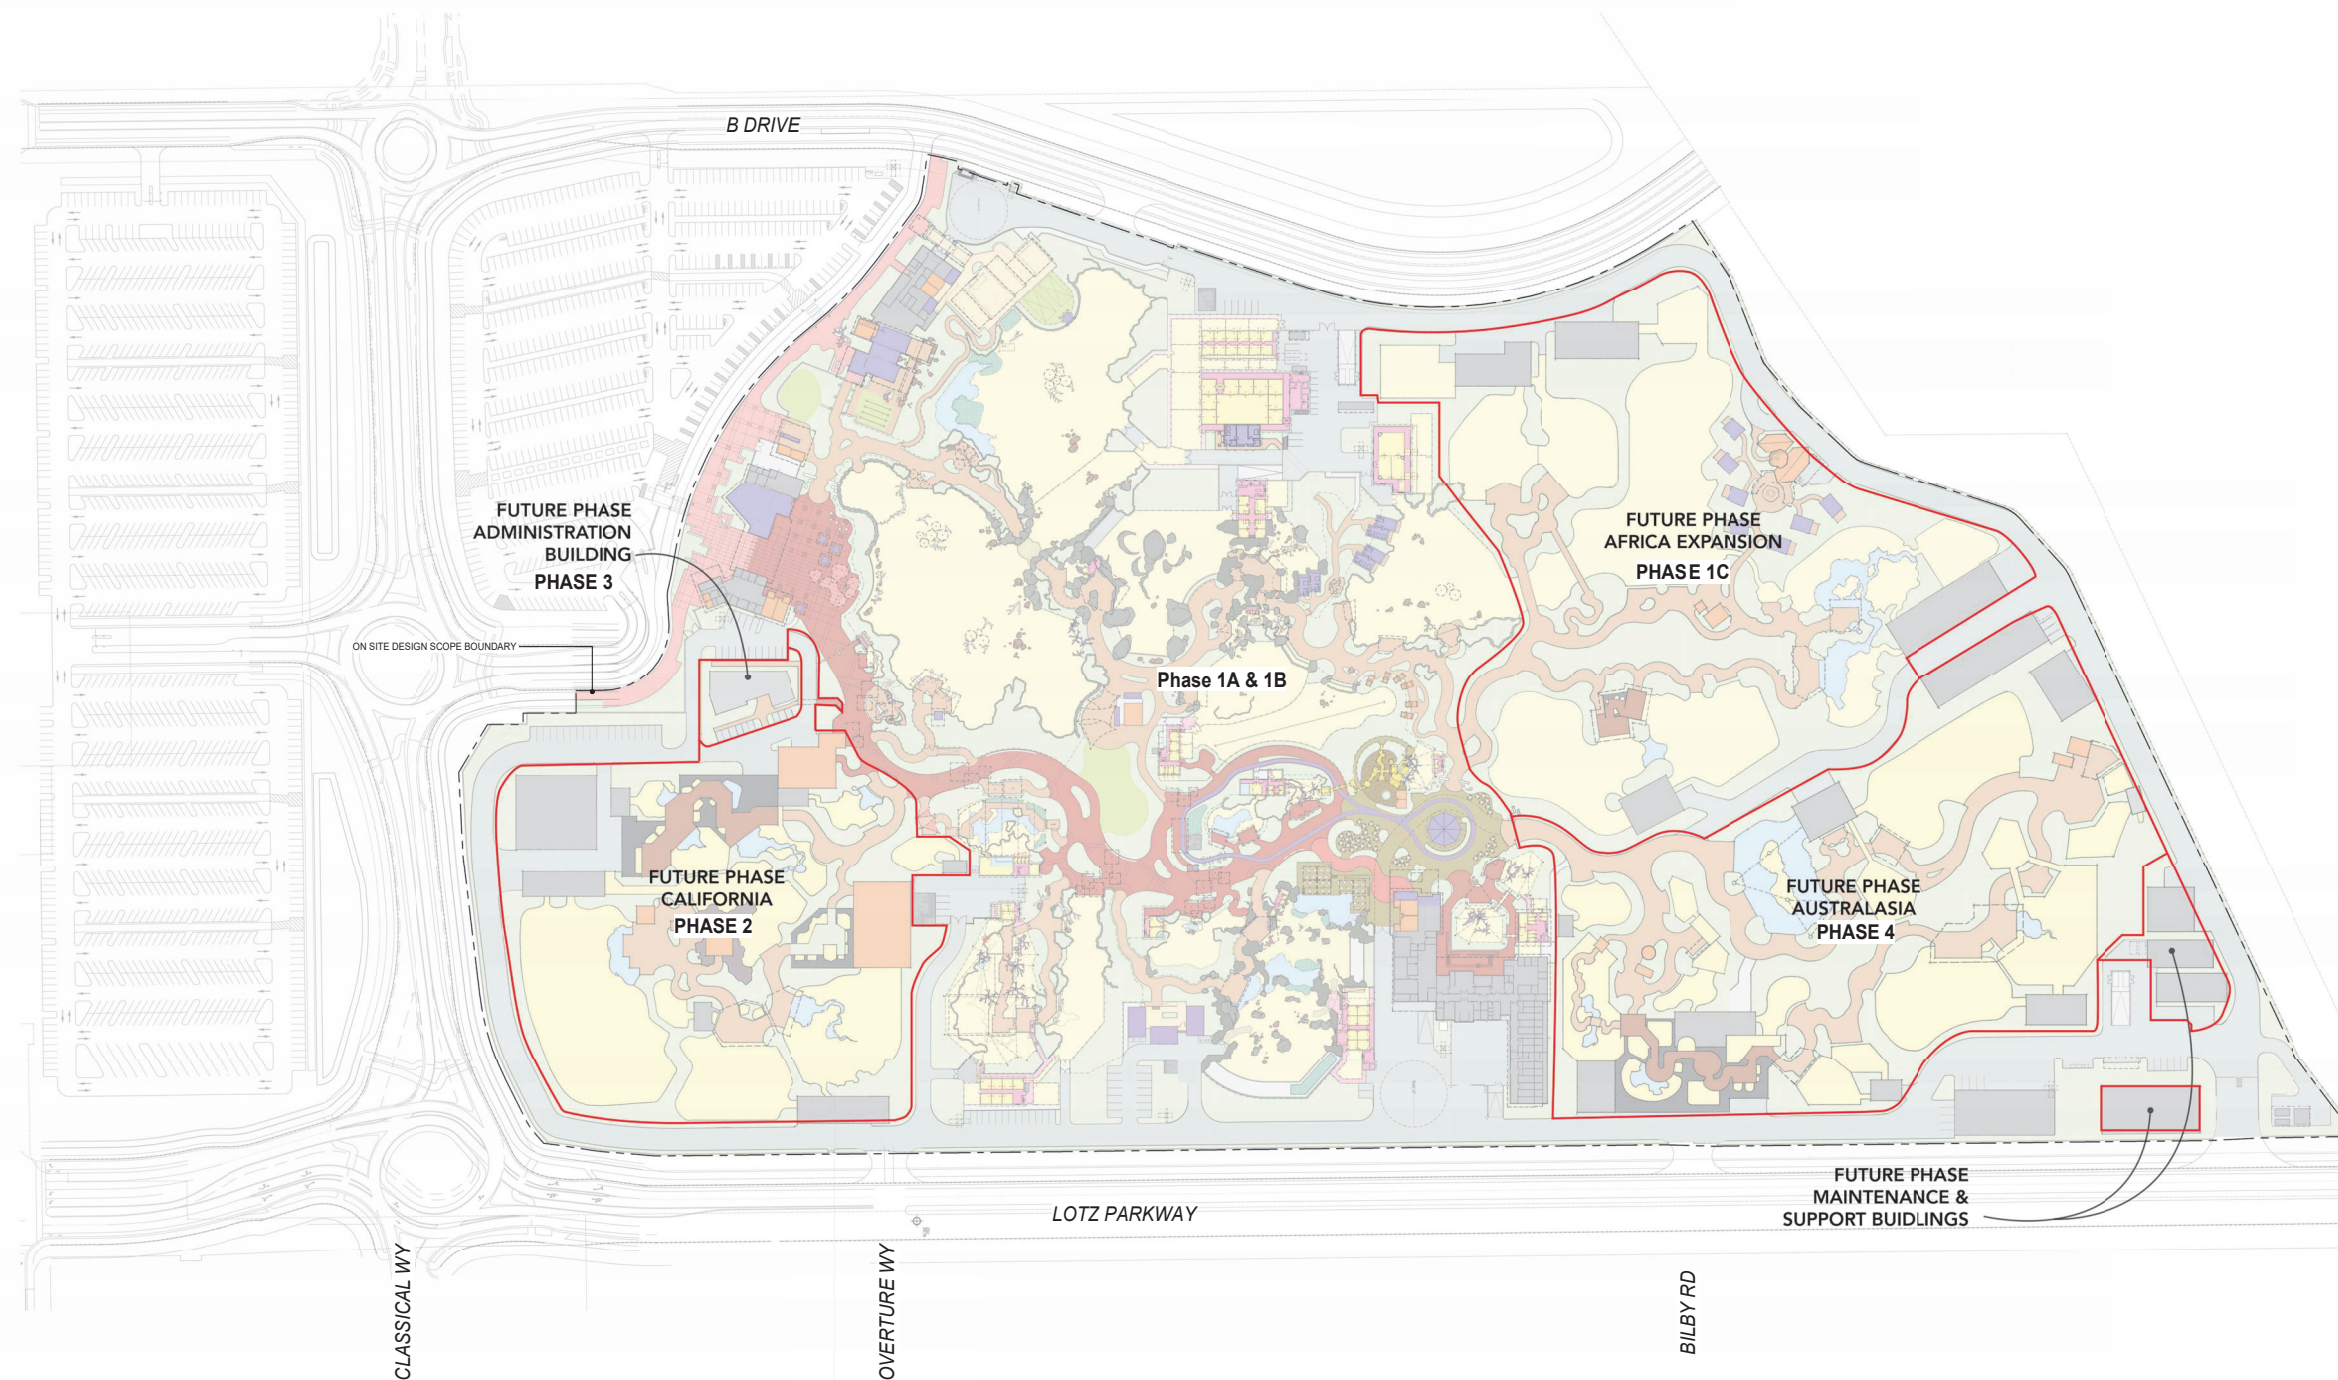 B DRIVE
FUTURE PHASE
ADMINISTRATION
BUILDING
PHASE 3
ON SITE DESIGN SCOPE BOUNDARY
FUTURE PHASE
AFRICA EXPANSION
PHASE 1C
Phase 1A & 1B
FUTURE PHASE
CALIFORNIA
PHASE 2
FUTURE PHASE
AUSTRALASIA
PHASE 4
FUTURE PHASE
MAINTENANCE &
SUPPORT BUIDLINGS
LOTZ PARKWAY
CLASSICAL WY
OVERTURE WY
BILBY RD